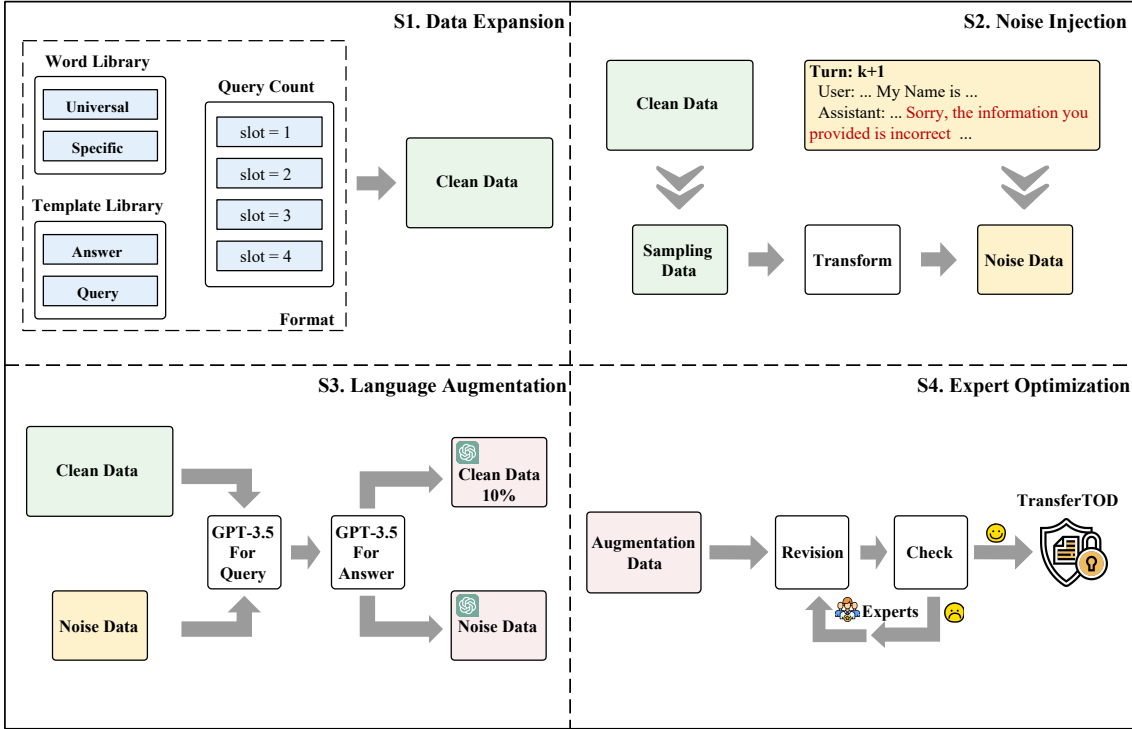 S1. Data Expansion
Word Library
Universal
Specific
Template Library
Answer
Query
Query Count
slot = 1
slot = 2
slot = 3
slot = 4
Format
Clean Data
S2. Noise Injection
Clean Data
Turn: k+1
User: ... My Name is ...
Assistant: ... Sorry, the information you
provided is incorrect ...
Sampling
Data
Transform
Noise Data
S3. Language Augmentation
Clean Data
Noise Data
GPT-3.5
For
Query
GPT-3.5
For
Answer
Clean Data
10%
Noise Data
S4. Expert Optimization
Augmentation
Data
Revision
Check
Experts
TransferTOD